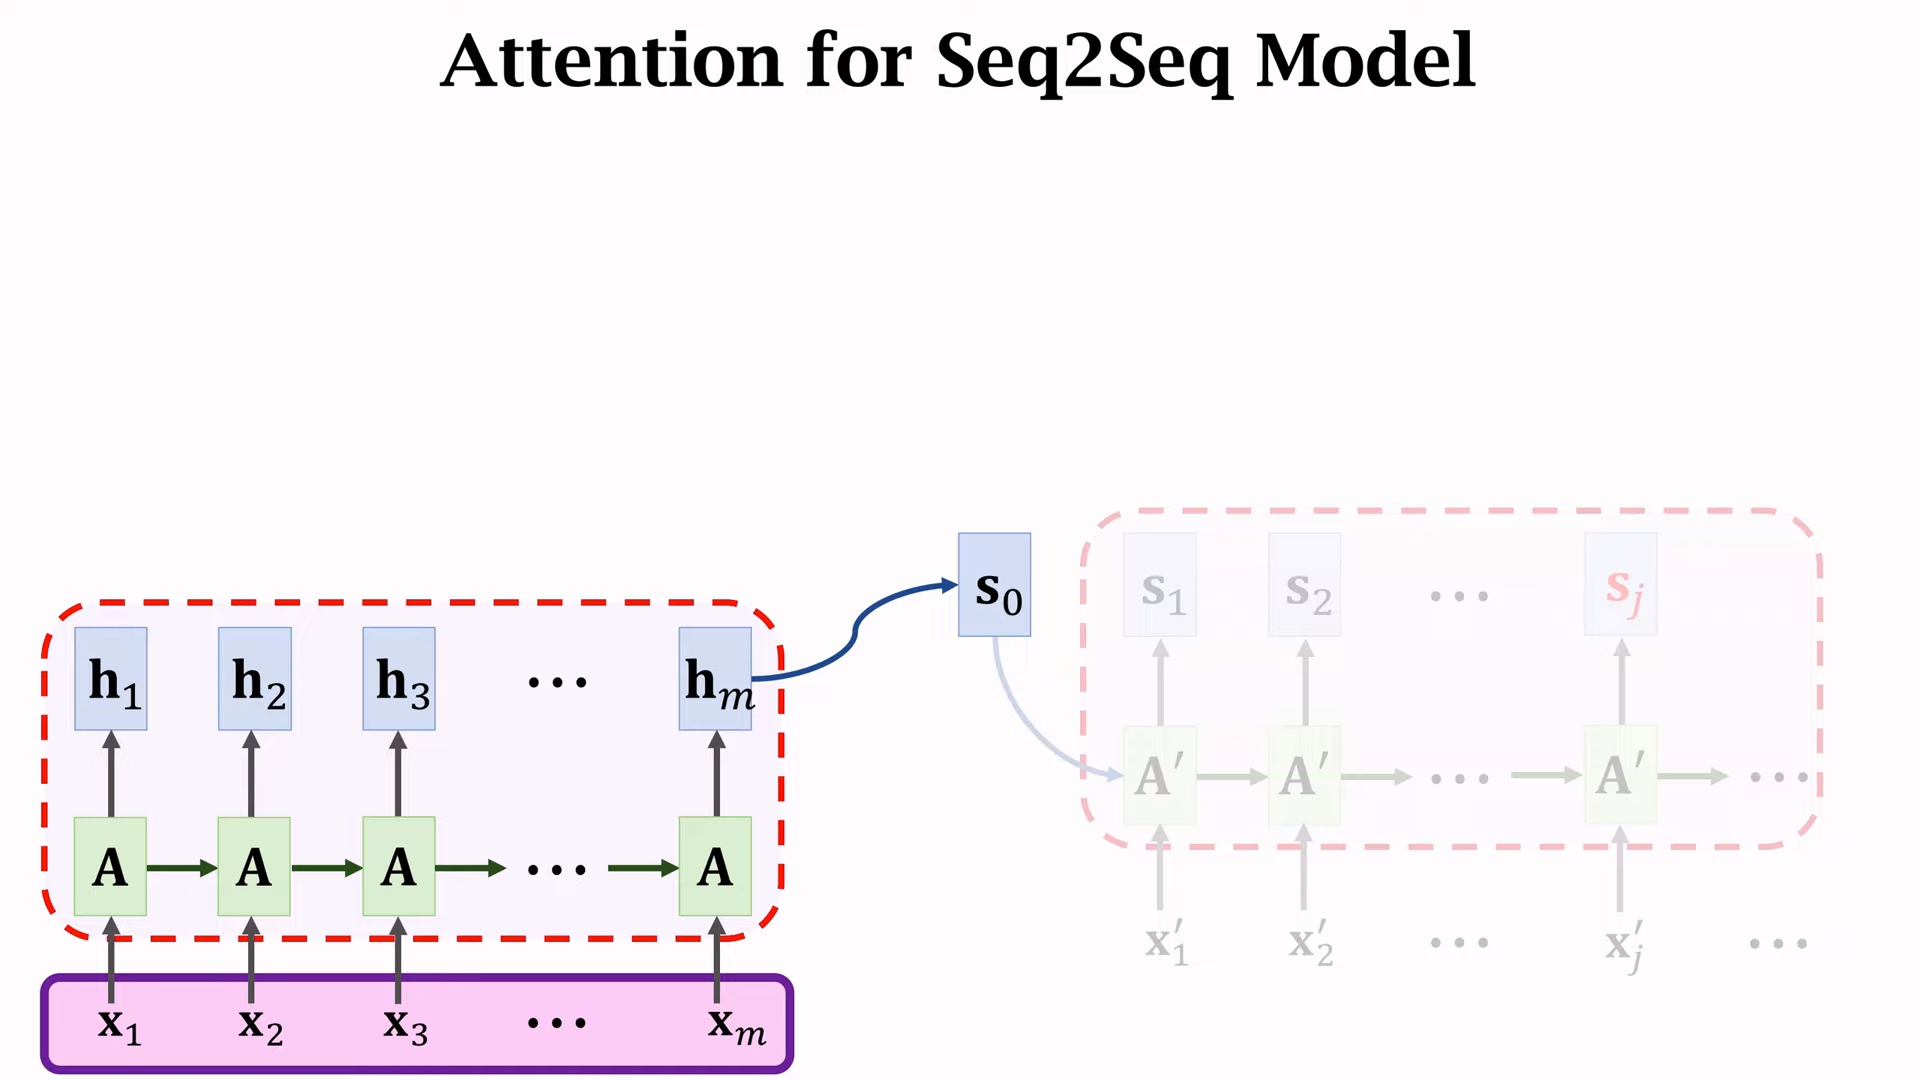 Attention for Seq2Seq Model
s₀ s₁ s₂ ⋯ sⱼ
h₁ h₂ h₃ ⋯ hₘ
A′ A′ ⋯ A′ ⋯
A A A ⋯ A
x′₁ x′₂ ⋯ x′ⱼ ⋯
x₁ x₂ x₃ ⋯ xₘ